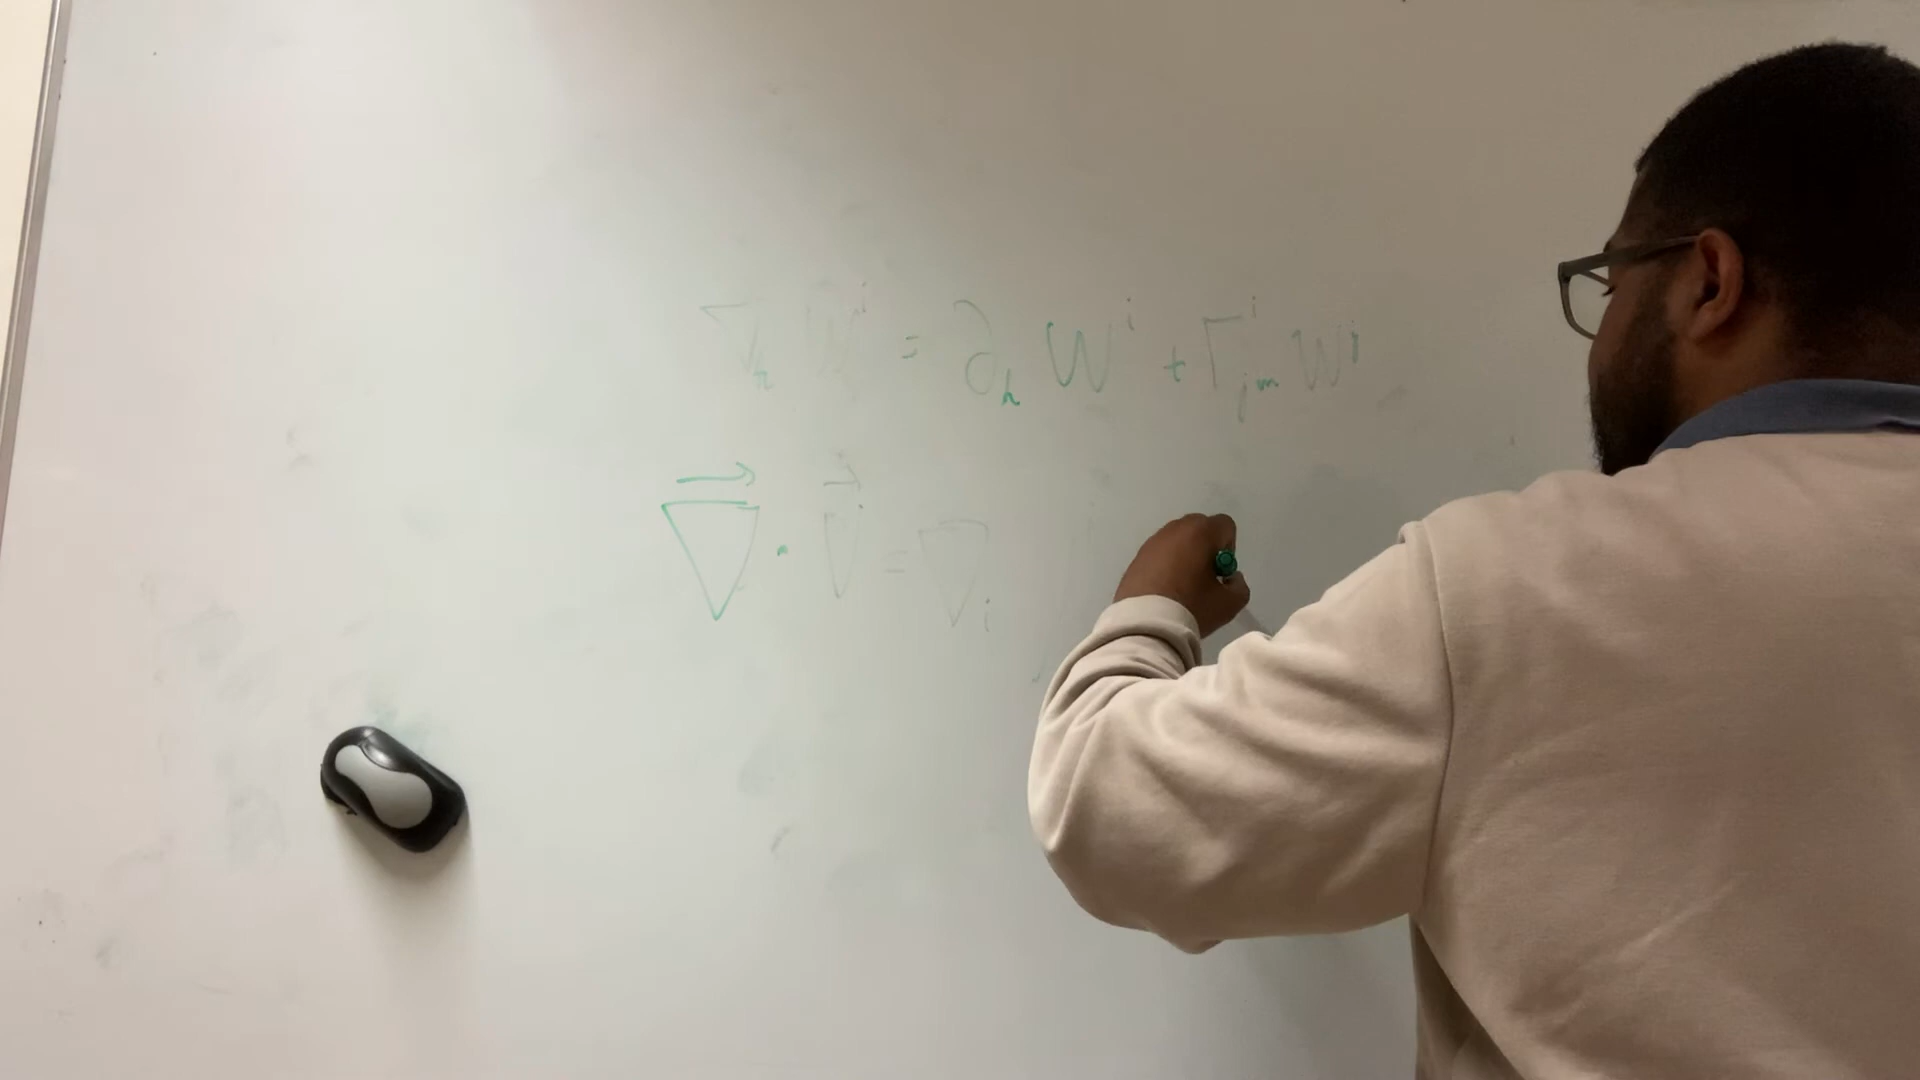 ∇ₕ Wⁱ = ∂ₕ Wⁱ + Γⁱⱼₘ Wʲ
∇⃗ · V⃗ = ∇ᵢ